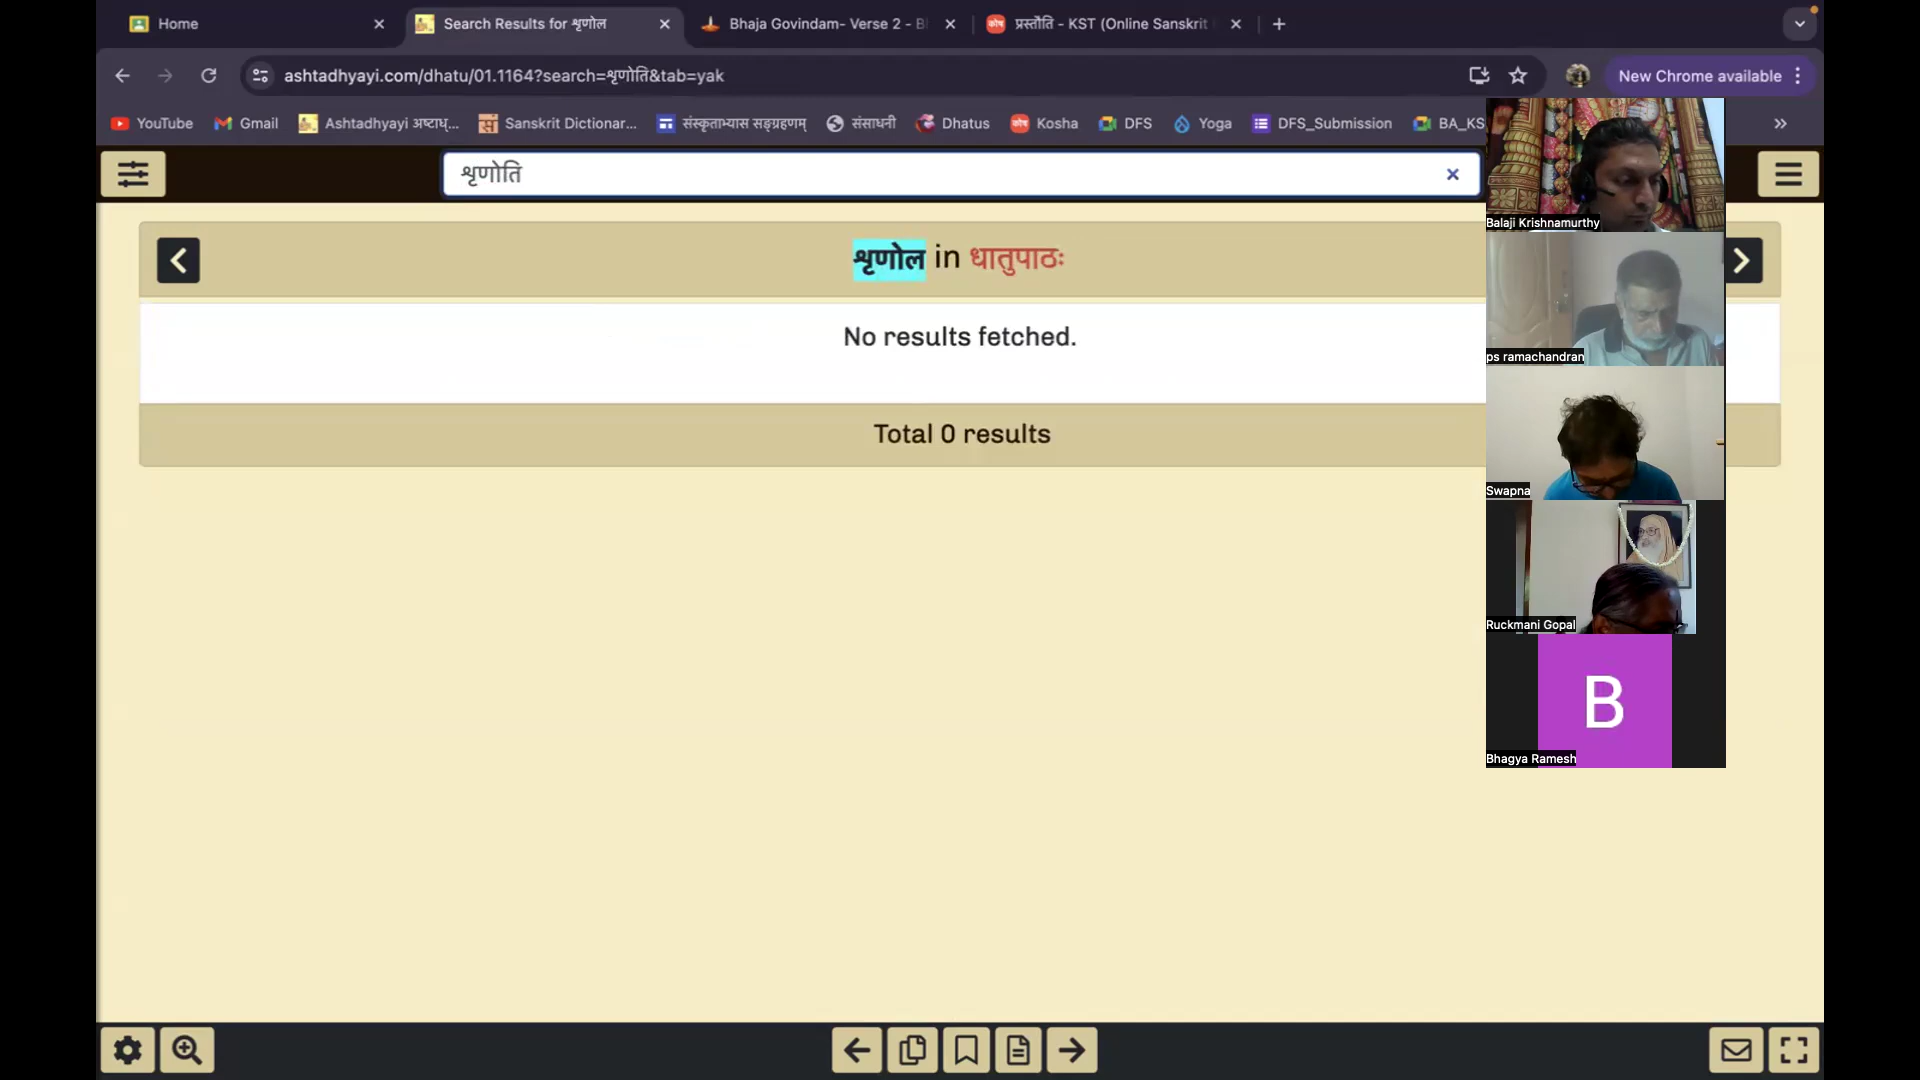 Home
Search Results for शृणोल
Bhaja Govindam- Verse 2 - B
प्रस्तौति - KST (Online Sanskrit
ashtadhyayi.com/dhatu/01.1164?search=शृणोति&tab=yak
New Chrome available
YouTube
Gmail
Ashtadhyayi अष्टाध्...
Sanskrit Dictionar...
संस्कृताभ्यास सङ्ग्रहणम्
संसाधनी
Dhatus
कोष Kosha
DFS
Yoga
DFS_Submission
BA_KS
शृणोति
Balaji Krishnamurthy
शृणोल in धातुपाठः
No results fetched.
ps ramachandran
Total 0 results
Swapna
Ruckmani Gopal
B
Bhagya Ramesh